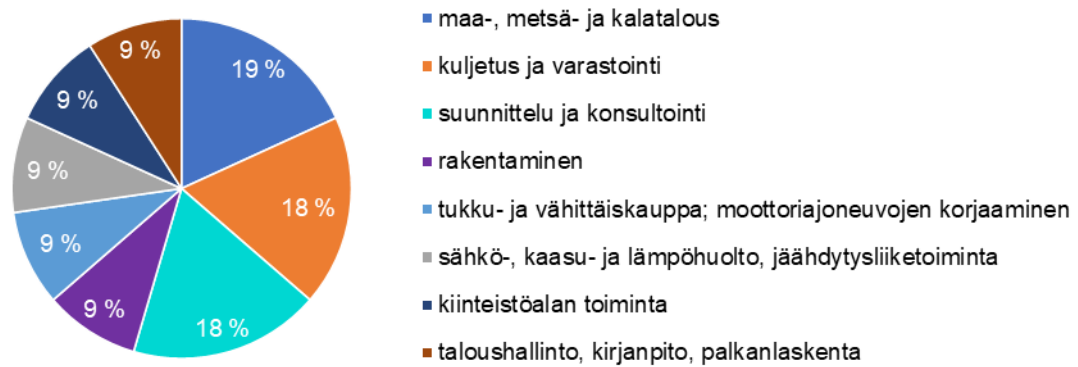 9 %
19 %
9 %
9 %
18 %
9 %
9 %
18 %
maa-, metsä- ja kalatalous
kuljetus ja varastointi
suunnittelu ja konsultointi
rakentaminen
tukku- ja vähittäiskauppa; moottoriajoneuvojen korjaaminen
sähkö-, kaasu- ja lämpöhuolto, jäähdytysliiketoiminta
kiinteistöalan toiminta
taloushallinto, kirjanpito, palkanlaskenta